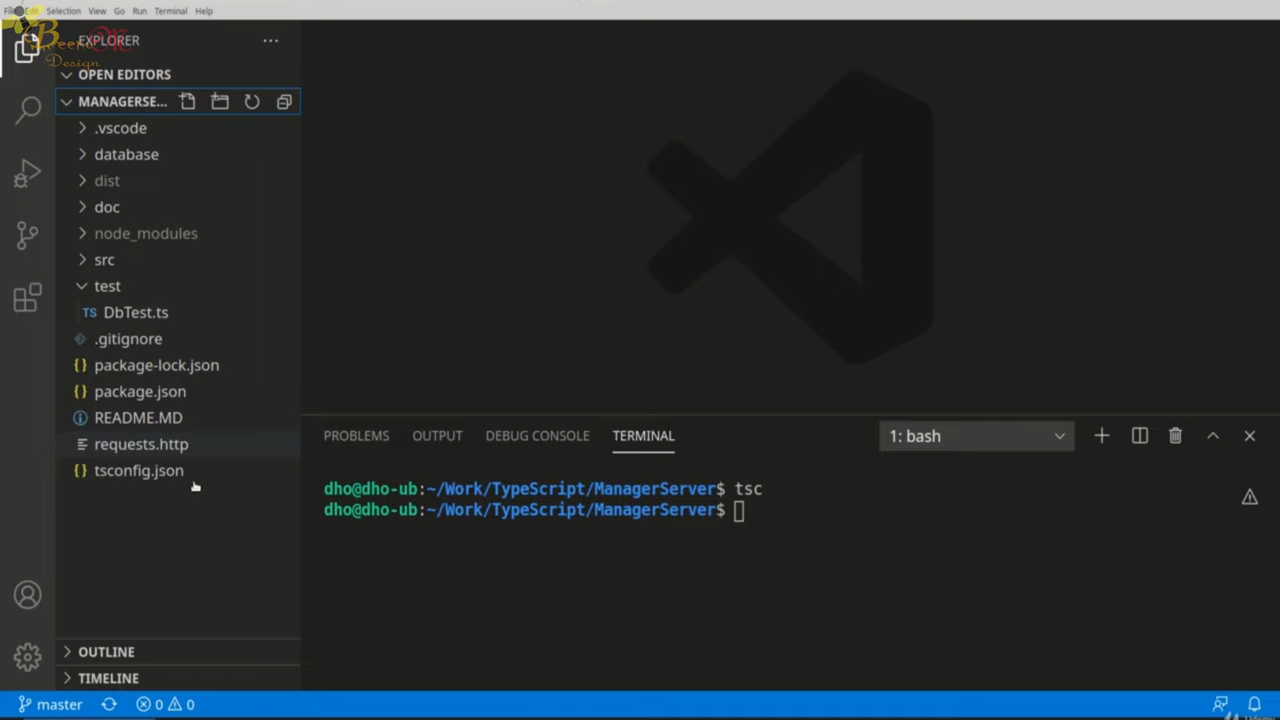 File Edit Selection View Go Run Terminal Help
EXPLORER
Design
OPEN EDITORS
MANAGERSE...
.vscode
database
dist
doc
node_modules
src
test
TS DbTest.ts
.gitignore
{} package-lock.json
{} package.json
README.MD
requests.http
{} tsconfig.json
OUTLINE
TIMELINE
PROBLEMS OUTPUT DEBUG CONSOLE TERMINAL 1: bash
dho@dho-ub:~/Work/TypeScript/ManagerServer$ tsc
dho@dho-ub:~/Work/TypeScript/ManagerServer$
master 0 0